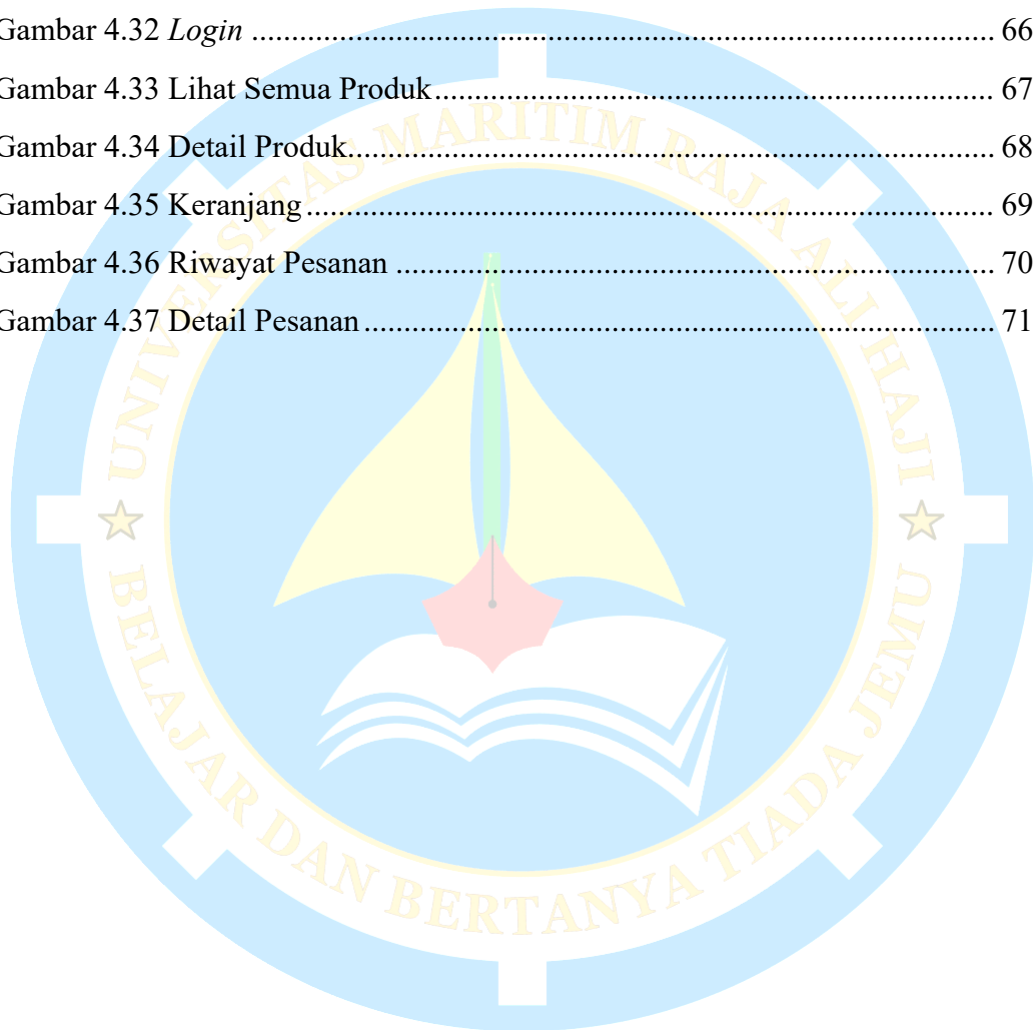 Gambar 4.32 Login ........................................................................................... 66
Gambar 4.33 Lihat Semua Produk .................................................................... 67
Gambar 4.34 Detail Produk............................................................................... 68
Gambar 4.35 Keranjang .................................................................................... 69
Gambar 4.36 Riwayat Pesanan ......................................................................... 70
Gambar 4.37 Detail Pesanan ............................................................................. 71
UNIVERSITAS MARITIM RAJA ALI HAJI
BELAJAR DAN BERTANYA TIADA JEMU